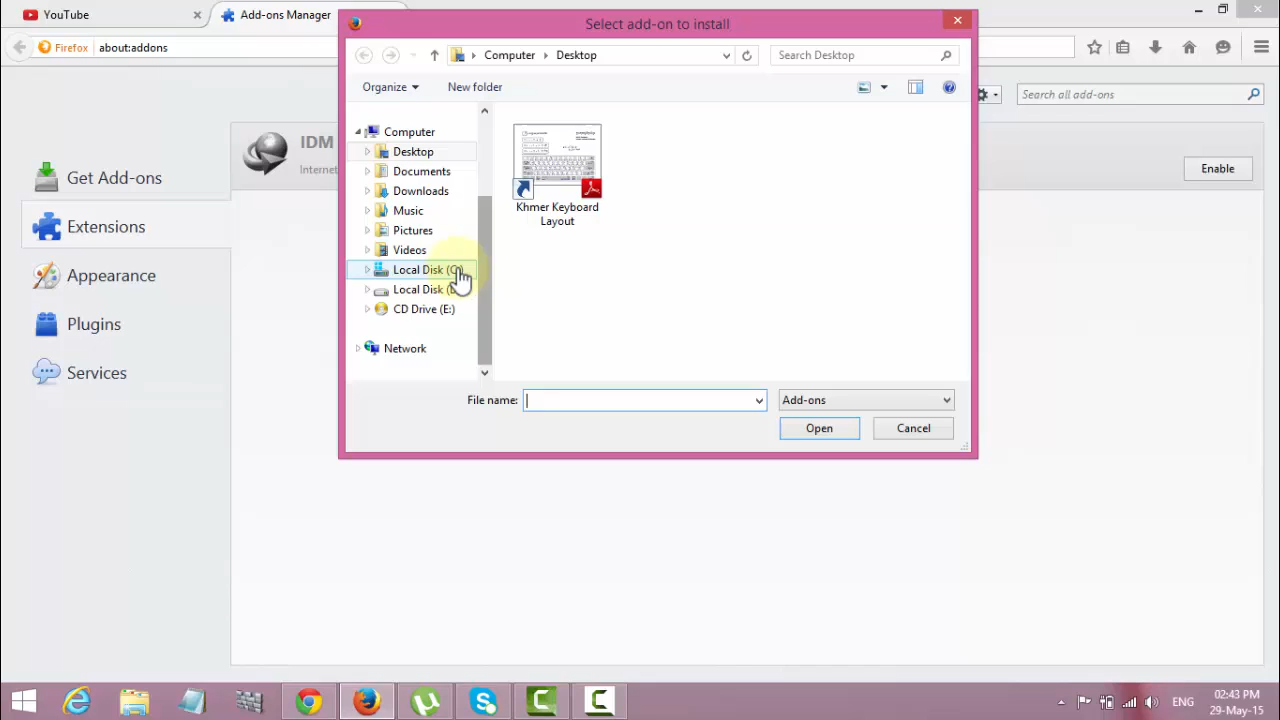 YouTube
Add-ons Manager
Select add-on to install
Firefox
about:addons
Computer
Desktop
Search Desktop
Organize
New folder
Search all add-ons
Computer
Desktop
Documents
Downloads
Music
Pictures
Videos
Local Disk (C:)
Local Disk
CD Drive (E:)
Network
Khmer Keyboard
Layout
File name:
Add-ons
Open
Cancel
Get Add-ons
Extensions
Appearance
Plugins
Services
IDM
Internet
Enable
ENG
02:43 PM
29-May-15